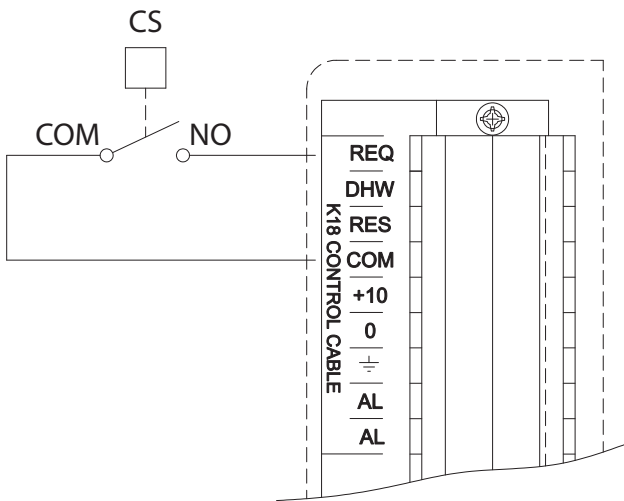 CS
COM
NO
K18 CONTROL CABLE
REQ
DHW
RES
COM
+10
0
AL
AL